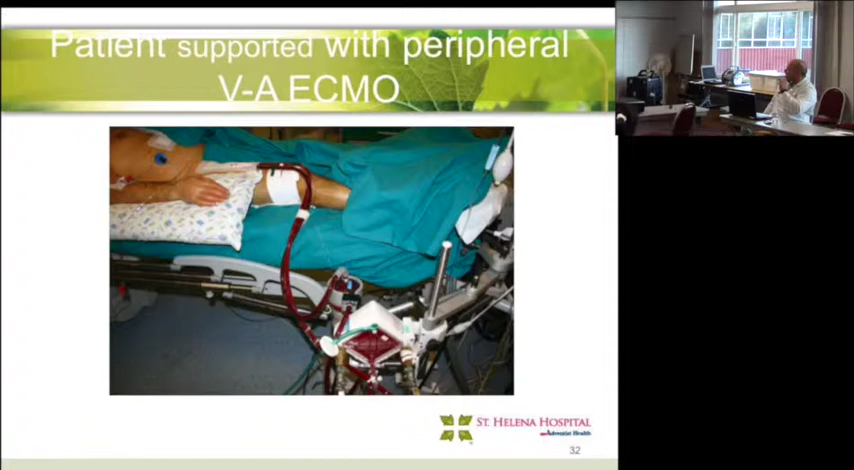 Patient supported with peripheral
V-A ECMO
ST. HELENA HOSPITAL
Adventist Health
32